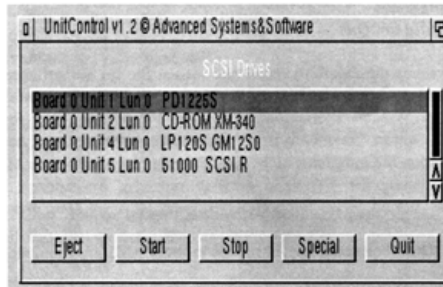 UnitControl v1.2 © Advanced Systems&Software
SCSI Drives
Board 0 Unit 1 Lun 0 PD1225S
Board 0 Unit 2 Lun 0 CD-ROM XM-340
Board 0 Unit 4 Lun 0 LP120S GM12S0
Board 0 Unit 5 Lun 0 51000 SCSI R
Eject Start Stop Special Quit